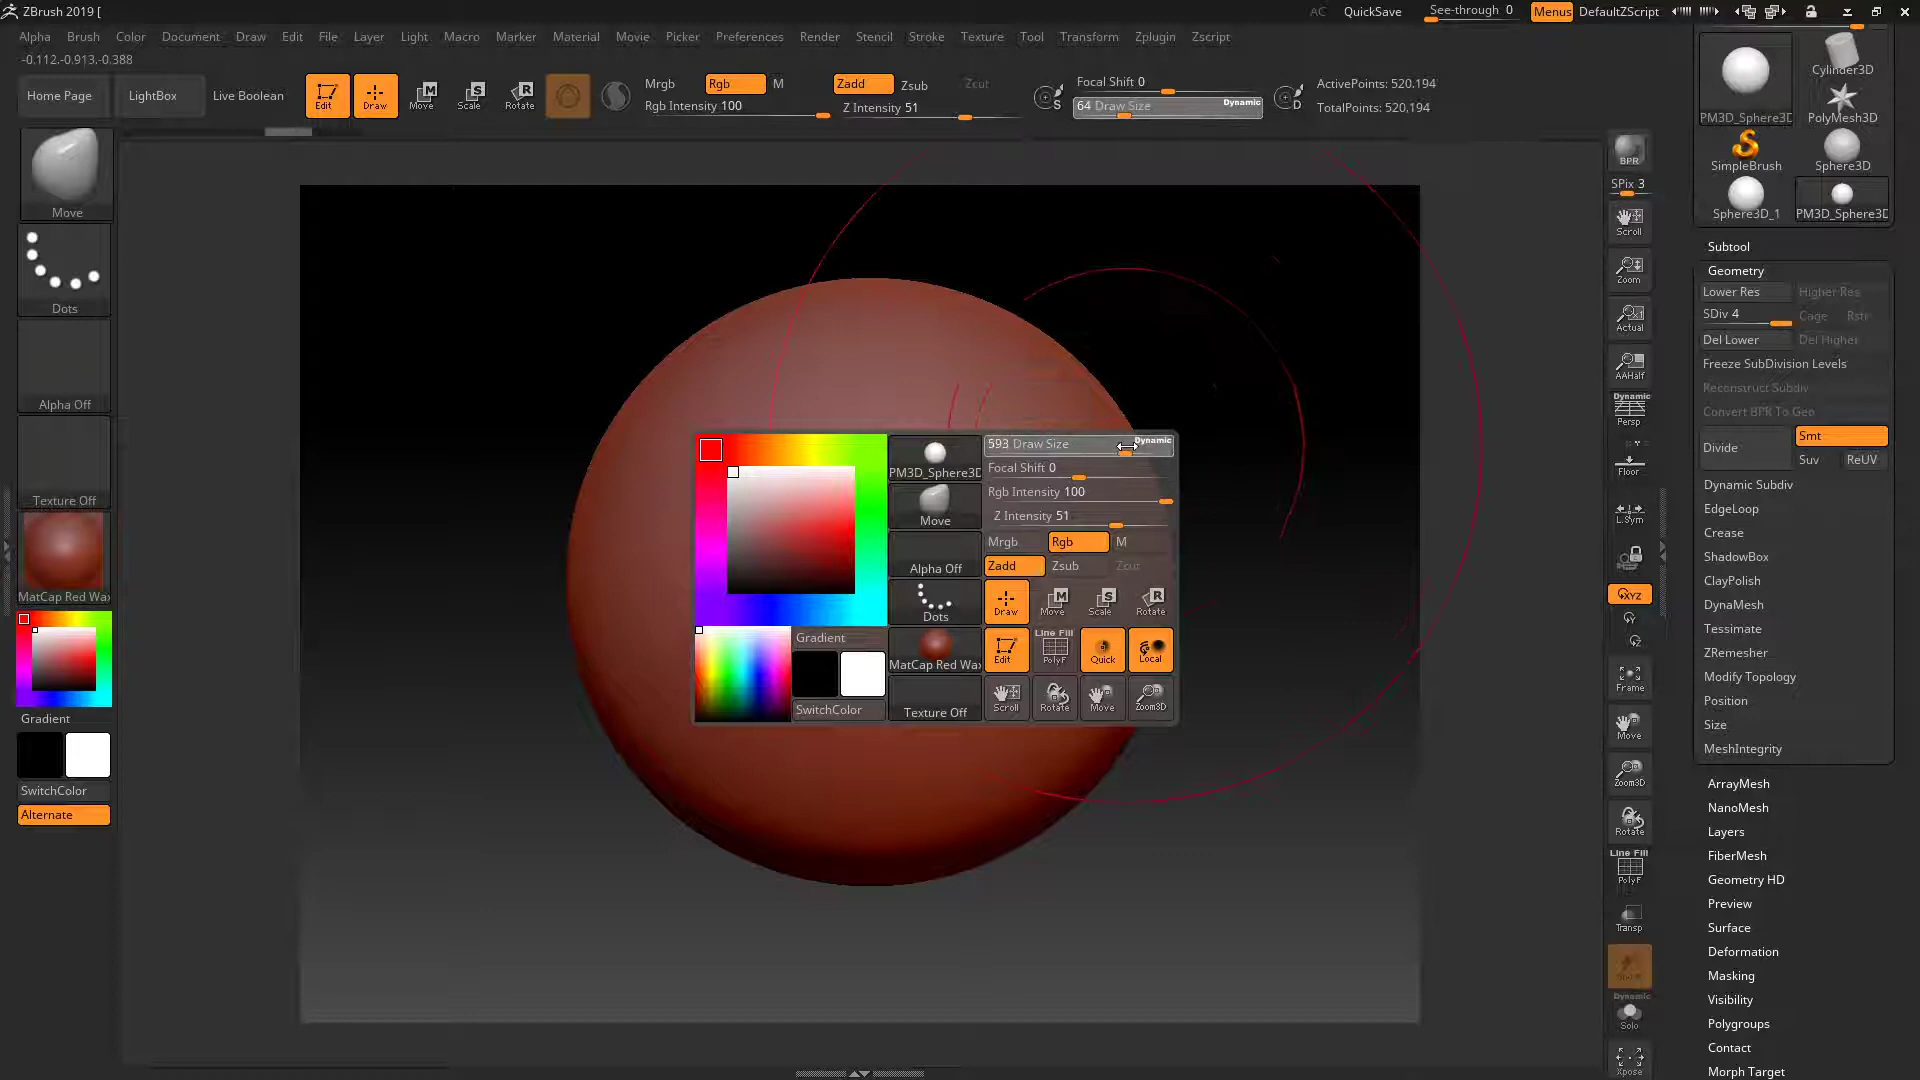 ZBrush 2019 [
AC QuickSave See-through 0 Menus DefaultZScript
Alpha Brush Color Document Draw Edit File Layer Light Macro Marker Material Movie Picker Preferences Render Stencil Stroke Texture Tool Transform Zplugin Zscript
-0.112,-0.913,-0.388
Home Page LightBox Live Boolean Edit Draw Move Scale Rotate
M S R
Mrgb Rgb M
Rgb Intensity 100
Zadd Zsub Zcut
Z Intensity 51
S
Focal Shift 0
64 Draw Size Dynamic
D
ActivePoints: 520,194
TotalPoints: 520,194
Move
Dots
Alpha Off
Texture Off
MatCap Red Wax
Gradient
SwitchColor
Alternate
593 Draw Size Dynamic
Focal Shift 0
Rgb Intensity 100
Z Intensity 51
Mrgb Rgb M
Zadd Zsub Zcut
Draw Move Scale Rotate
M S R
Line Fill
Edit PolyF Quick Local
Scroll Rotate Move Zoom3D
PM3D_Sphere3D
Move
Alpha Off
Dots
MatCap Red Wax
Texture Off
Gradient
SwitchColor
BPR
SPix 3
Scroll
Zoom
Actual
AAHalf
Dynamic
Persp
Floor
L.Sym
XYZ
Y
Z
Frame
Move
Zoom3D
Rotate
Line Fill
PolyF
Transp
Dynamic
Solo
Xpose
PM3D_Sphere3D
Cylinder3D
PolyMesh3D
SimpleBrush
Sphere3D
Sphere3D_1
PM3D_Sphere3D
Subtool
Geometry
Lower Res Higher Res
SDiv 4 Cage Rstr
Del Lower Del Higher
Freeze SubDivision Levels
Reconstruct Subdiv
Convert BPR To Geo
Divide Smt
Suv ReUV
Dynamic Subdiv
EdgeLoop
Crease
ShadowBox
ClayPolish
DynaMesh
Tessimate
ZRemesher
Modify Topology
Position
Size
MeshIntegrity
ArrayMesh
NanoMesh
Layers
FiberMesh
Geometry HD
Preview
Surface
Deformation
Masking
Visibility
Polygroups
Contact
Morph Target